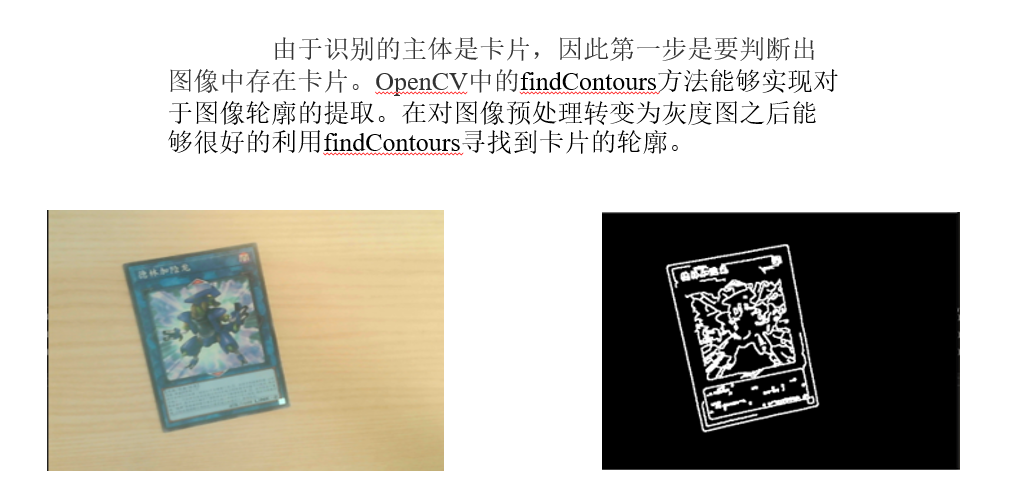 由于识别的主体是卡片，因此第一步是要判断出
图像中存在卡片。OpenCV中的findContours方法能够实现对
于图像轮廓的提取。在对图像预处理转变为灰度图之后能
够很好的利用findContours寻找到卡片的轮廓。